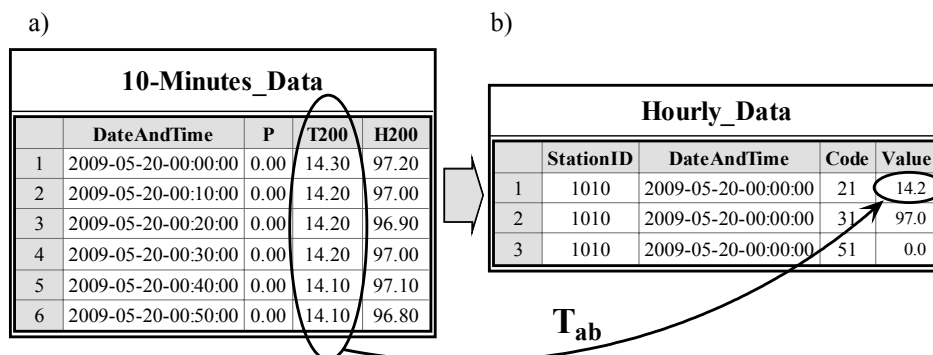 a)
10-Minutes_Data
DateAndTime P T200 H200
1 2009-05-20-00:00:00 0.00 14.30 97.20
2 2009-05-20-00:10:00 0.00 14.20 97.00
3 2009-05-20-00:20:00 0.00 14.20 96.90
4 2009-05-20-00:30:00 0.00 14.20 97.00
5 2009-05-20-00:40:00 0.00 14.10 97.10
6 2009-05-20-00:50:00 0.00 14.10 96.80
b)
Hourly_Data
StationID DateAndTime Code Value
1 1010 2009-05-20-00:00:00 21 14.2
2 1010 2009-05-20-00:00:00 31 97.0
3 1010 2009-05-20-00:00:00 51 0.0
Tab